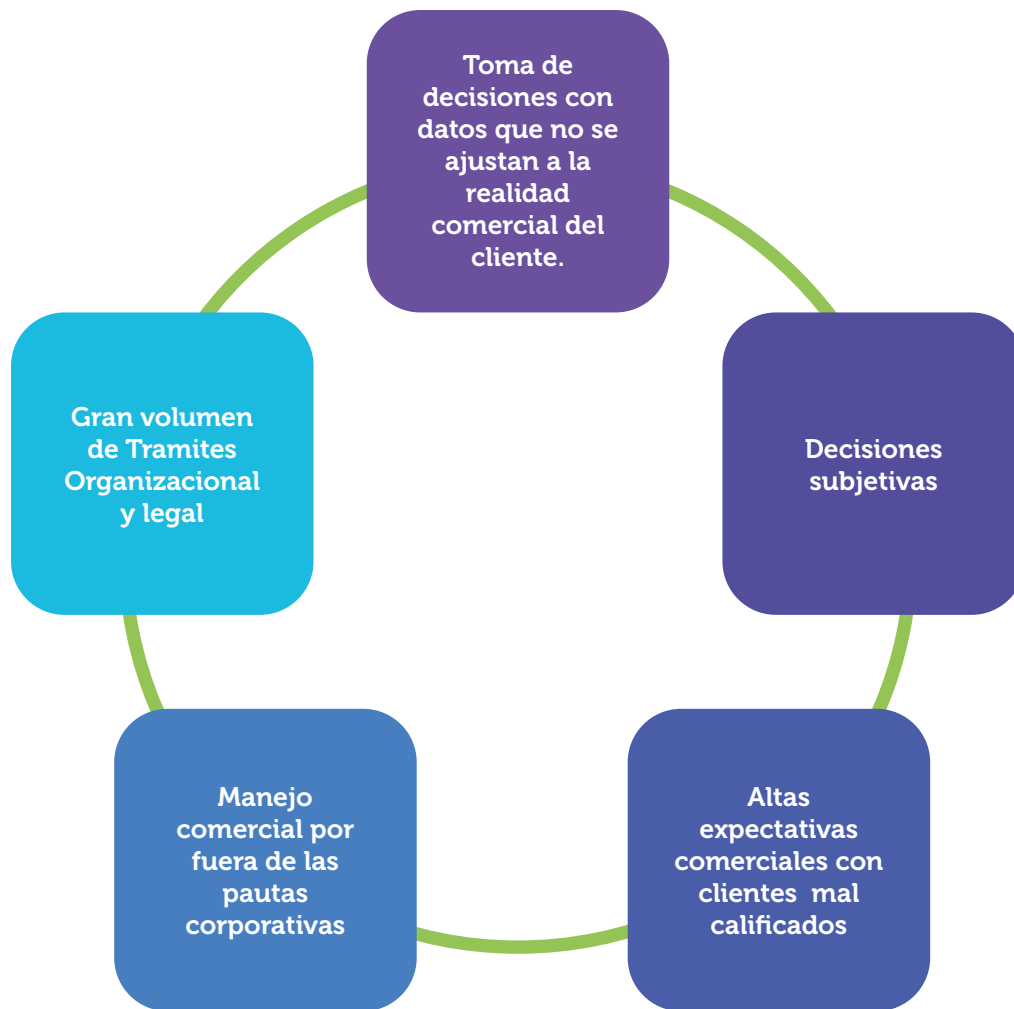 Toma de
decisiones con
datos que no se
ajustan a la
realidad
comercial del
cliente.
Decisiones
subjetivas
Altas
expectativas
comerciales con
clientes mal
calificados
Manejo
comercial por
fuera de las
pautas
corporativas
Gran volumen
de Tramites
Organizacional
y legal